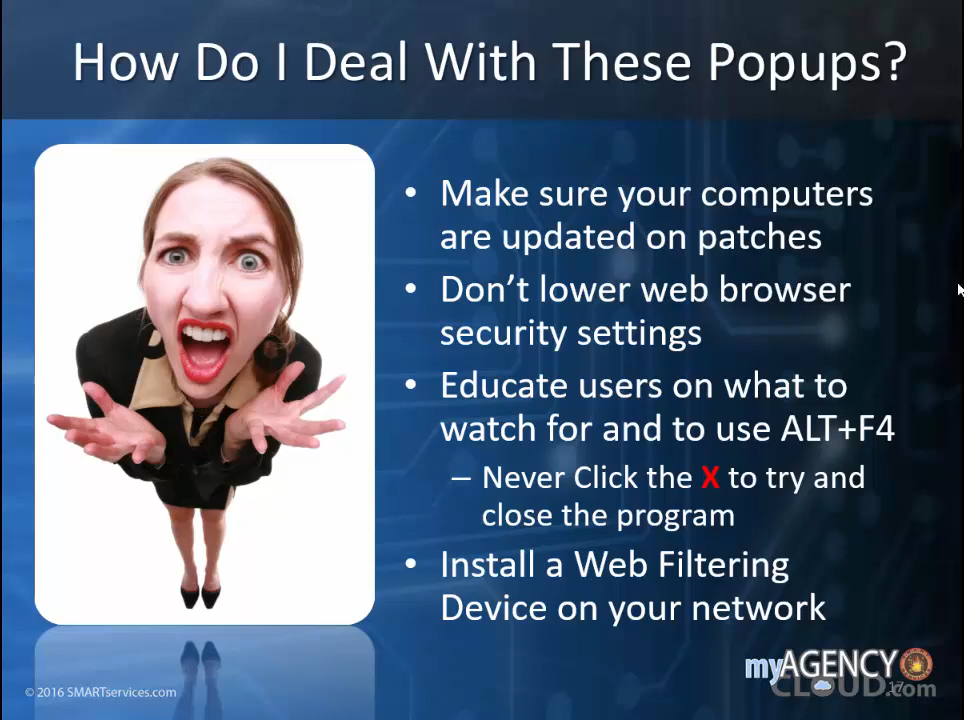 How Do I Deal With These Popups?
• Make sure your computers
are updated on patches
• Don’t lower web browser
security settings
• Educate users on what to
watch for and to use ALT+F4
– Never Click the X to try and
close the program
• Install a Web Filtering
Device on your network
myAGENCY
CLOUD.com
17
© 2016 SMARTservices.com